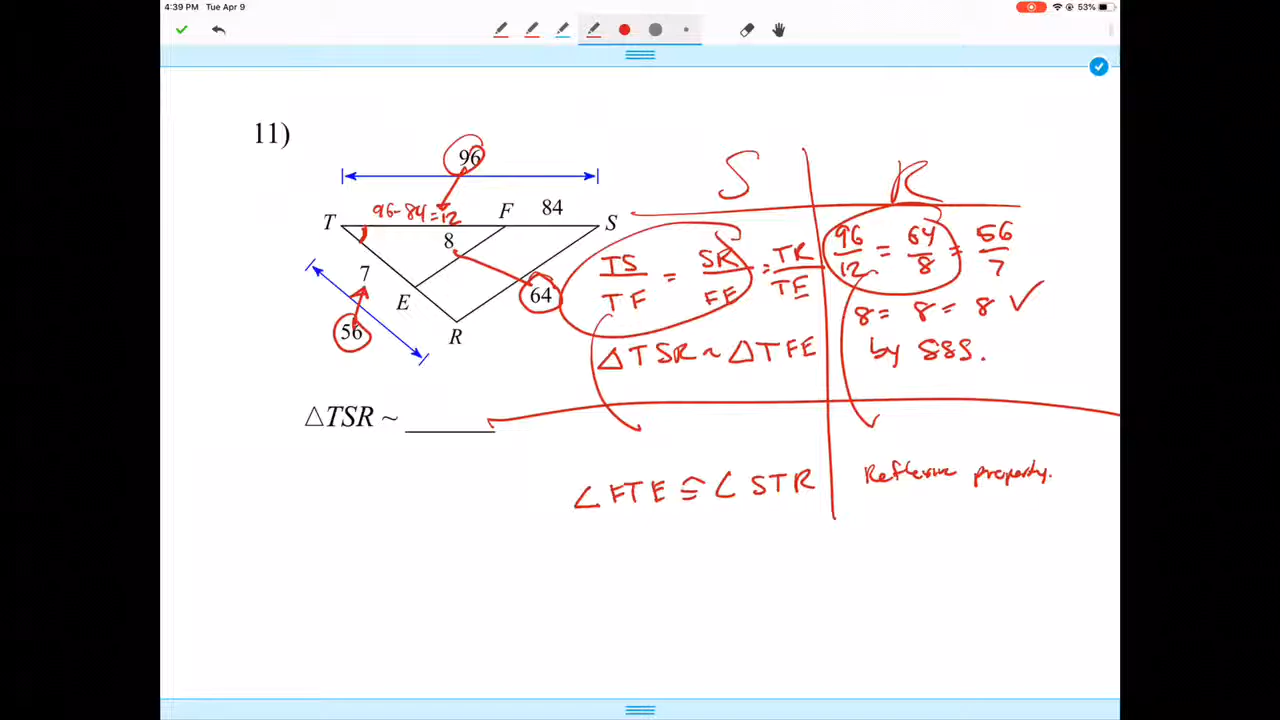 4:39 PM Tue Apr 9
53%
11)
96
96-84=12
T
F
84
S
8
7
E
64
56
R
△TSR ~ ______
S
R
TS/TF = SR/FE = TR/TE
96/12 = 64/8 = 56/7
8 = 8 = 8 ✓
△TSR ~ △TFE
by SSS.
∠FTE ≅ ∠STR
Reflexive property.